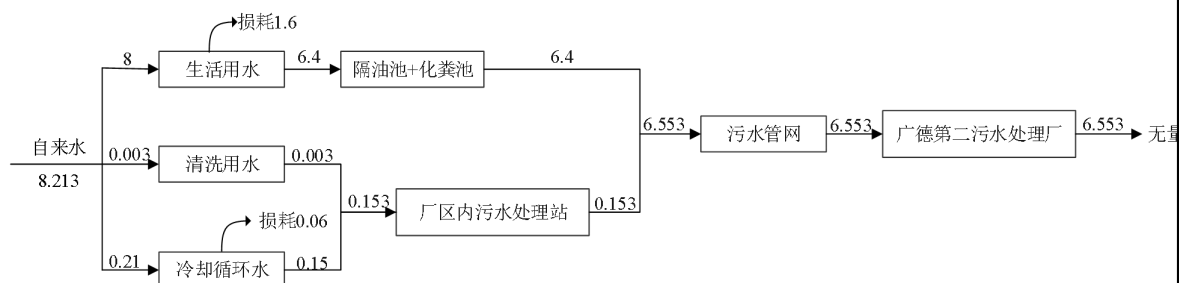 损耗1.6
8
生活用水
6.4
隔油池+化粪池
6.4
自来水
8.213
0.003
清洗用水
0.003
0.153
厂区内污水处理站
0.153
损耗0.06
0.21
冷却循环水
0.15
6.553
污水管网
6.553
广德第二污水处理厂
6.553
无量